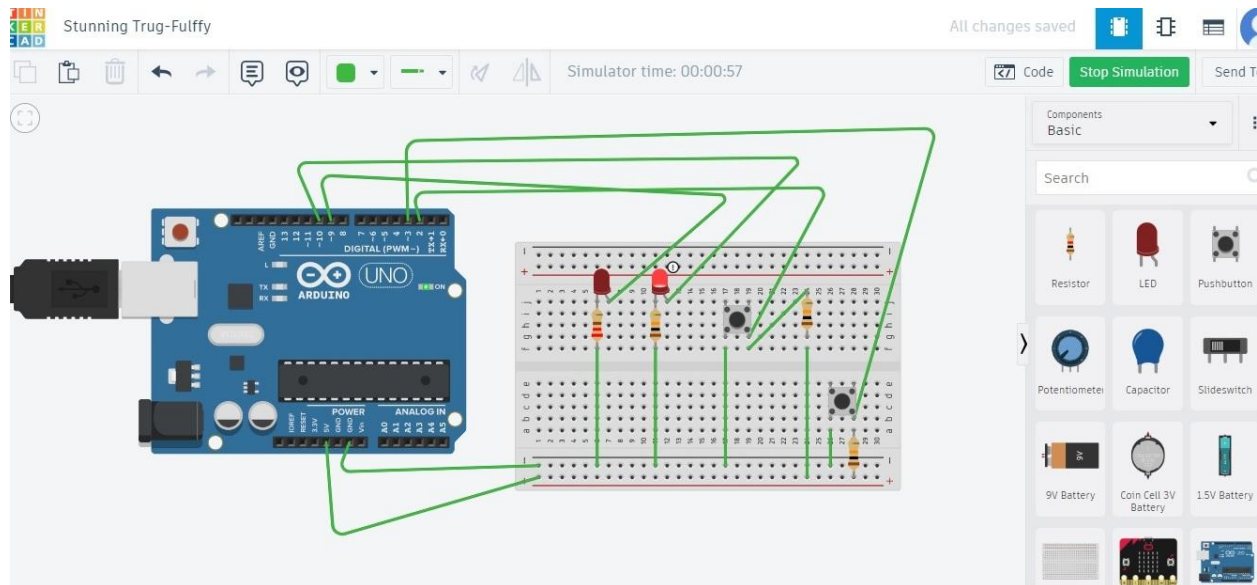 TIN
KER
CAD
Stunning Trug-Fulffy
All changes saved
Simulator time: 00:00:57
Code
Stop Simulation
Send T
Components
Basic
Search
Resistor
LED
Pushbutton
Potentiometer
Capacitor
Slideswitch
9V
9V Battery
Coin Cell 3V
Battery
1.5V Battery
AREF
GND
13
12
~11
~10
~9
8
7
~6
~5
4
~3
2
TX→1
RX←0
DIGITAL (PWM~)
L
TX
RX
UNO
ON
ARDUINO
POWER
ANALOG IN
IOREF
RESET
3.3V
5V
GND
GND
Vin
A0
A1
A2
A3
A4
A5